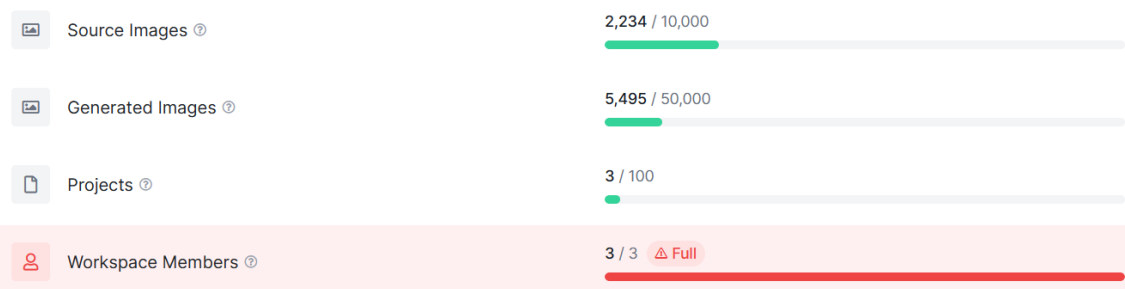 Source Images
2,234 / 10,000
Generated Images
5,495 / 50,000
Projects
3 / 100
Workspace Members
3 / 3 Full